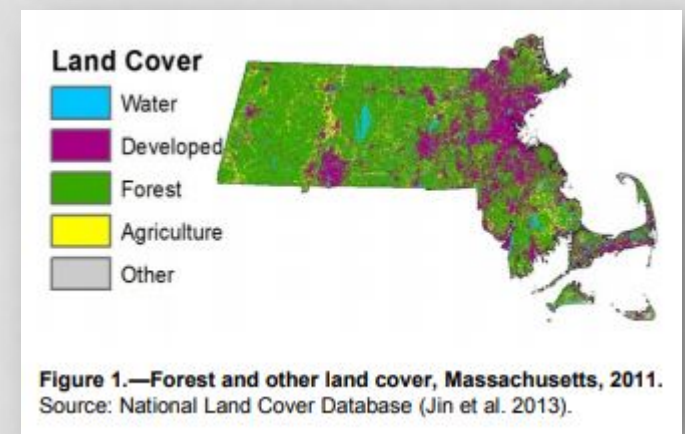 Land Cover
Water
Developed
Forest
Agriculture
Other
Figure 1.—Forest and other land cover, Massachusetts, 2011.
Source: National Land Cover Database (Jin et al. 2013).